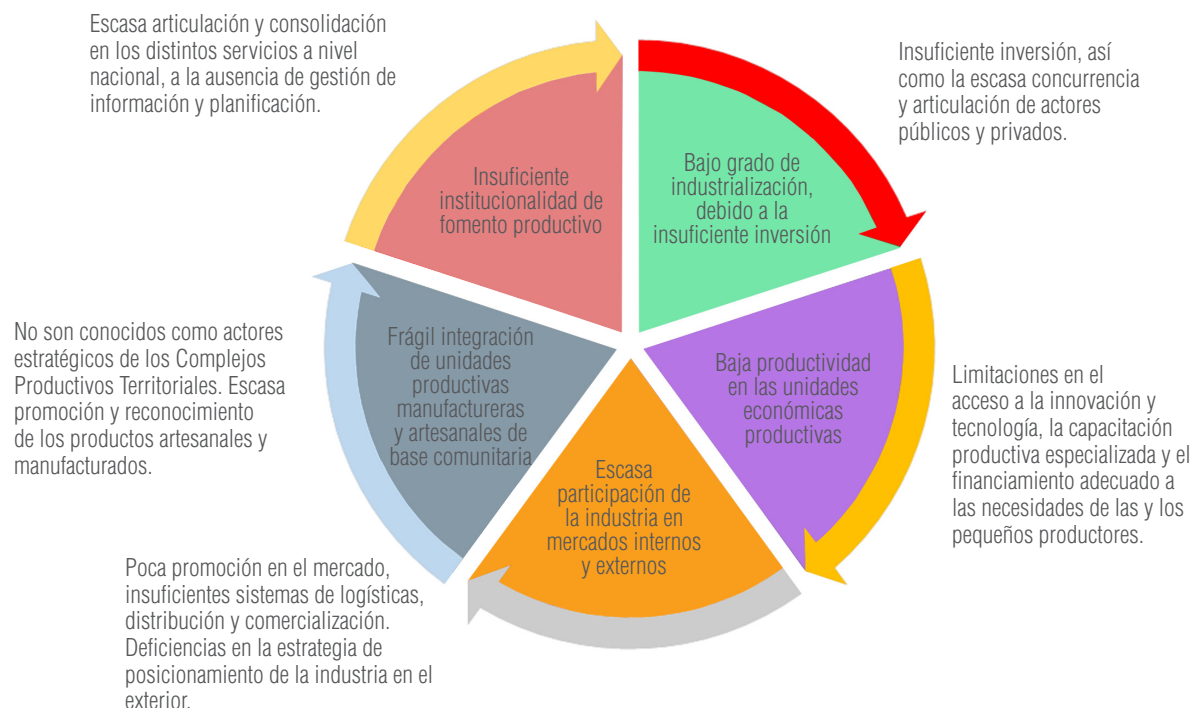 Escasa articulación y consolidación
en los distintos servicios a nivel
nacional, a la ausencia de gestión de
información y planificación.
Insuficiente inversión, así
como la escasa concurrencia
y articulación de actores
públicos y privados.
Insuficiente
institucionalidad de
fomento productivo
Bajo grado de
industrialización,
debido a la
insuficiente inversión
No son conocidos como actores
estratégicos de los Complejos
Productivos Territoriales. Escasa
promoción y reconocimiento
de los productos artesanales y
manufacturados.
Frágil integración
de unidades
productivas
manufactureras
y artesanales de
base comunitaria
Baja productividad
en las unidades
económicas
productivas
Limitaciones en el
acceso a la innovación y
tecnología, la capacitación
productiva especializada y el
financiamiento adecuado a
las necesidades de las y los
pequeños productores.
Escasa
participación de
la industria en
mercados internos
y externos
Poca promoción en el mercado,
insuficientes sistemas de logísticas,
distribución y comercialización.
Deficiencias en la estrategia de
posicionamiento de la industria en el
exterior.